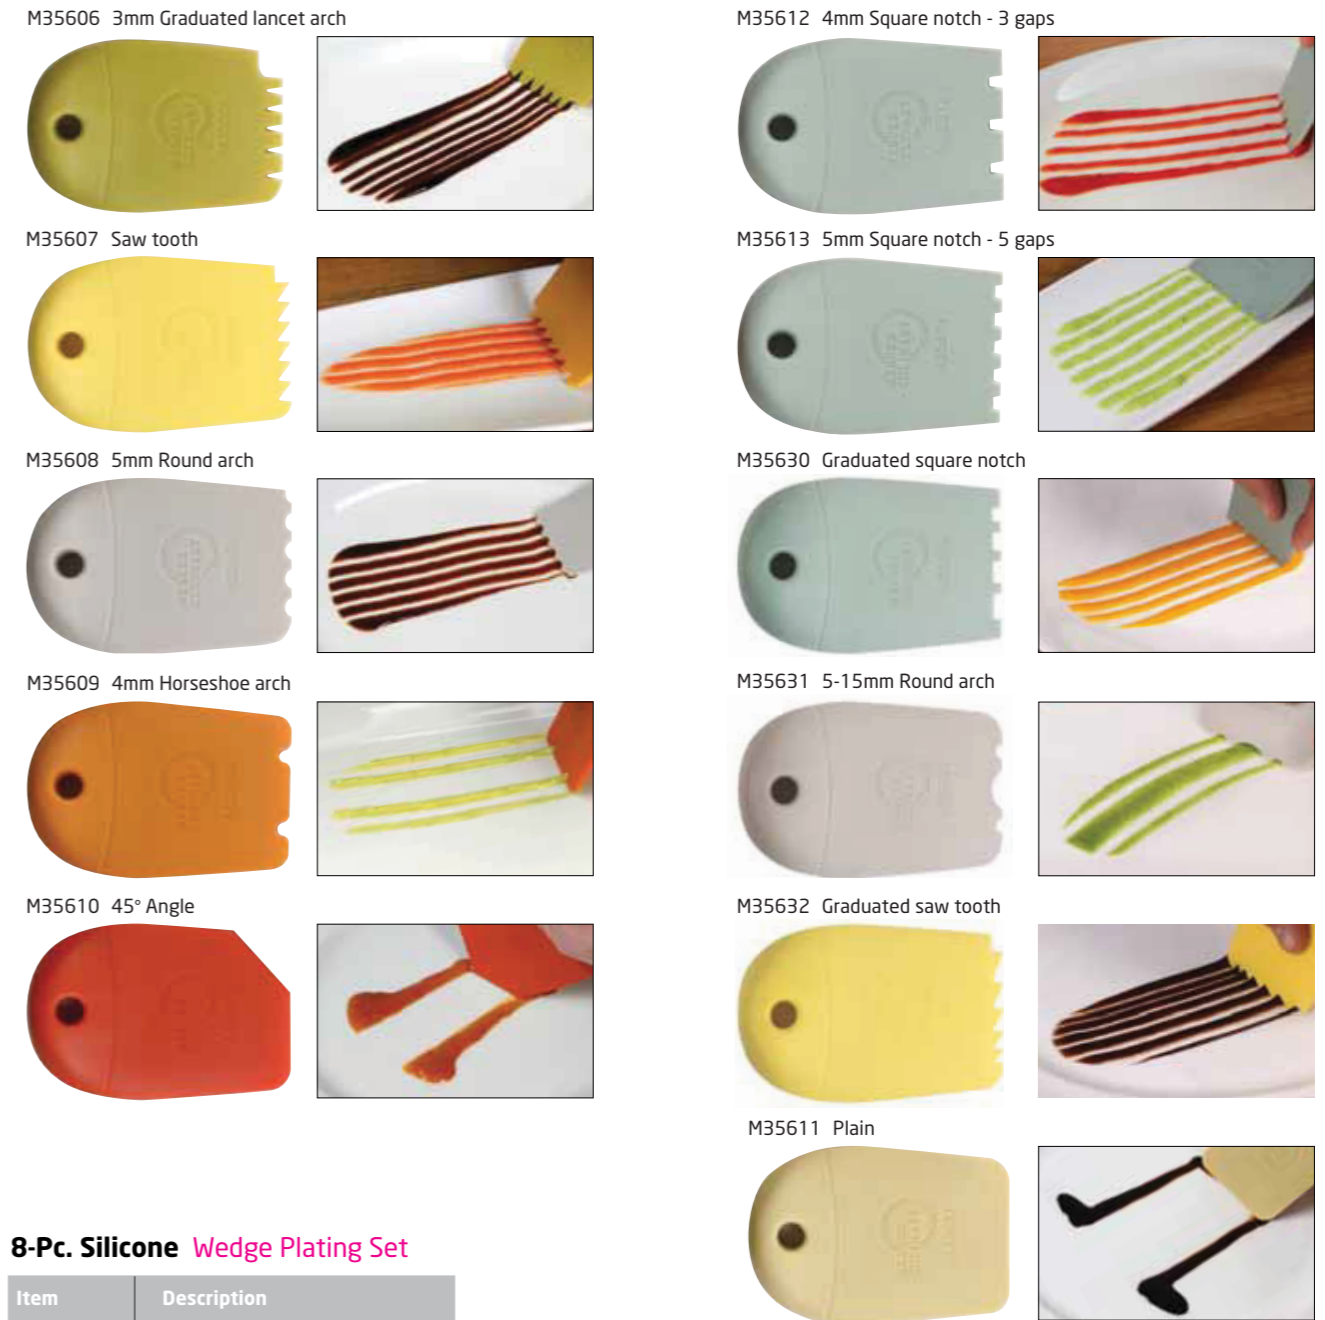 M35606 3mm Graduated lancet arch
M35607 Saw tooth
M35608 5mm Round arch
M35609 4mm Horseshoe arch
M35610 45° Angle
M35612 4mm Square notch - 3 gaps
M35613 5mm Square notch - 5 gaps
M35630 Graduated square notch
M35631 5-15mm Round arch
M35632 Graduated saw tooth
M35611 Plain
8-Pc. Silicone Wedge Plating Set
Item Description